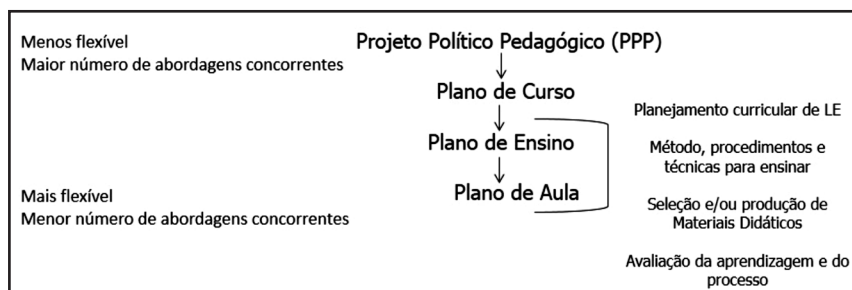 Menos flexível
Maior número de abordagens concorrentes
Projeto Político Pedagógico (PPP)
Plano de Curso
Plano de Ensino
Plano de Aula
Mais flexível
Menor número de abordagens concorrentes
Planejamento curricular de LE
Método, procedimentos e
técnicas para ensinar
Seleção e/ou produção de
Materiais Didáticos
Avaliação da aprendizagem e do
processo